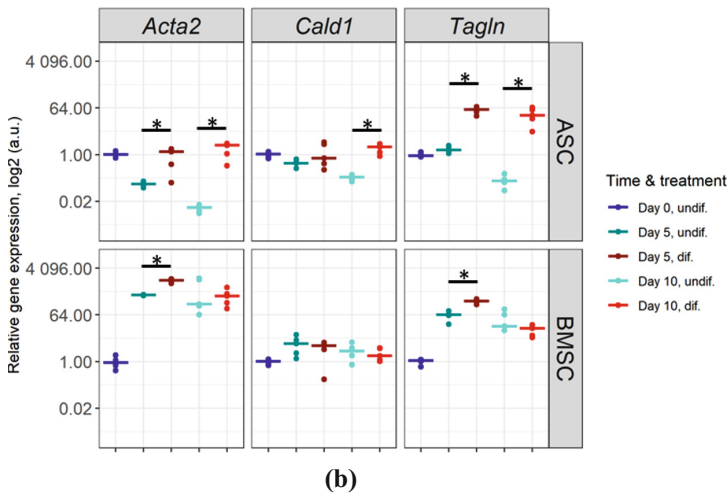 Acta2 Cald1 Tagln
4 096.00
64.00
1.00
0.02
* * * * *
ASC
Relative gene expression, log2 (a.u.)
4 096.00
64.00
1.00
0.02
* *
BMSC
Time & treatment
Day 0, undif.
Day 5, undif.
Day 5, dif.
Day 10, undif.
Day 10, dif.
(b)